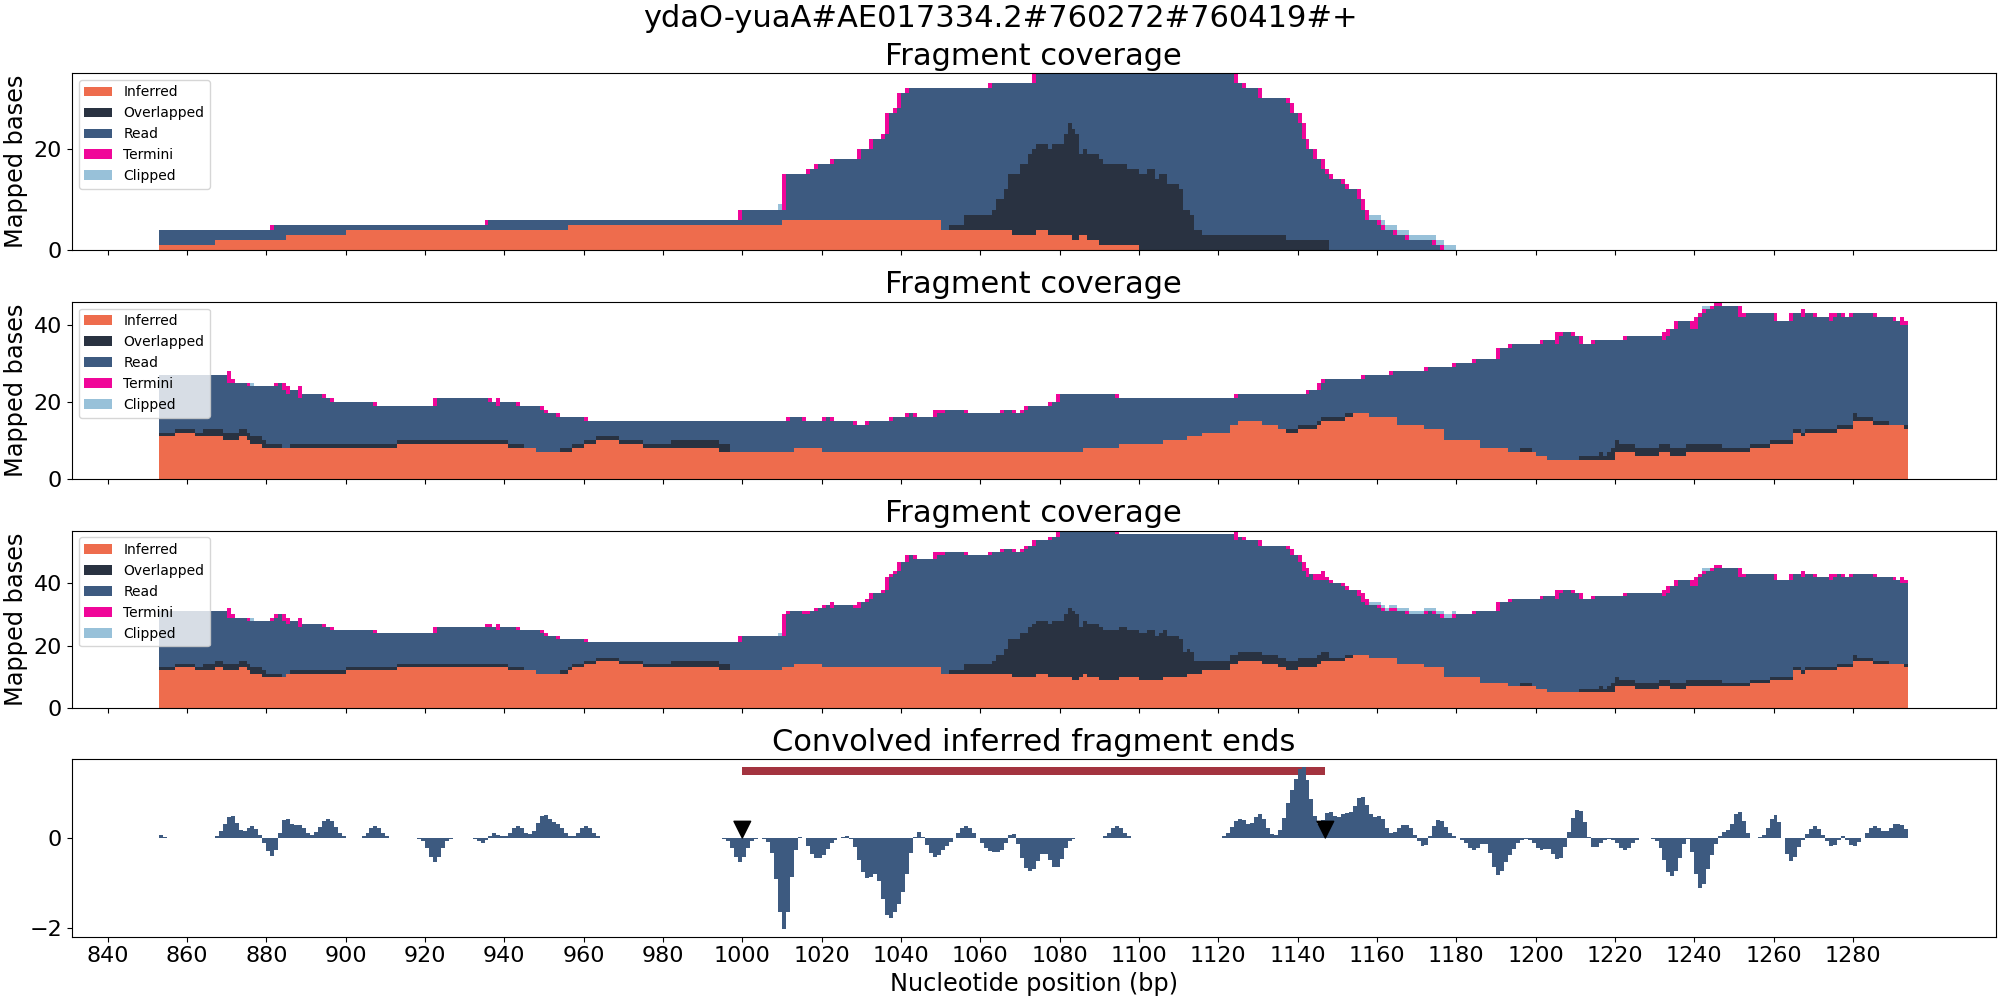 ydaO-yuaA#AE017334.2#760272#760419#+
Fragment coverage
Mapped bases
20
0
Inferred
Overlapped
Read
Termini
Clipped
Fragment coverage
Mapped bases
40
20
0
Inferred
Overlapped
Read
Termini
Clipped
Fragment coverage
Mapped bases
40
20
0
Inferred
Overlapped
Read
Termini
Clipped
Convolved inferred fragment ends
0
−2
840 860 880 900 920 940 960 980 1000 1020 1040 1060 1080 1100 1120 1140 1160 1180 1200 1220 1240 1260 1280
Nucleotide position (bp)